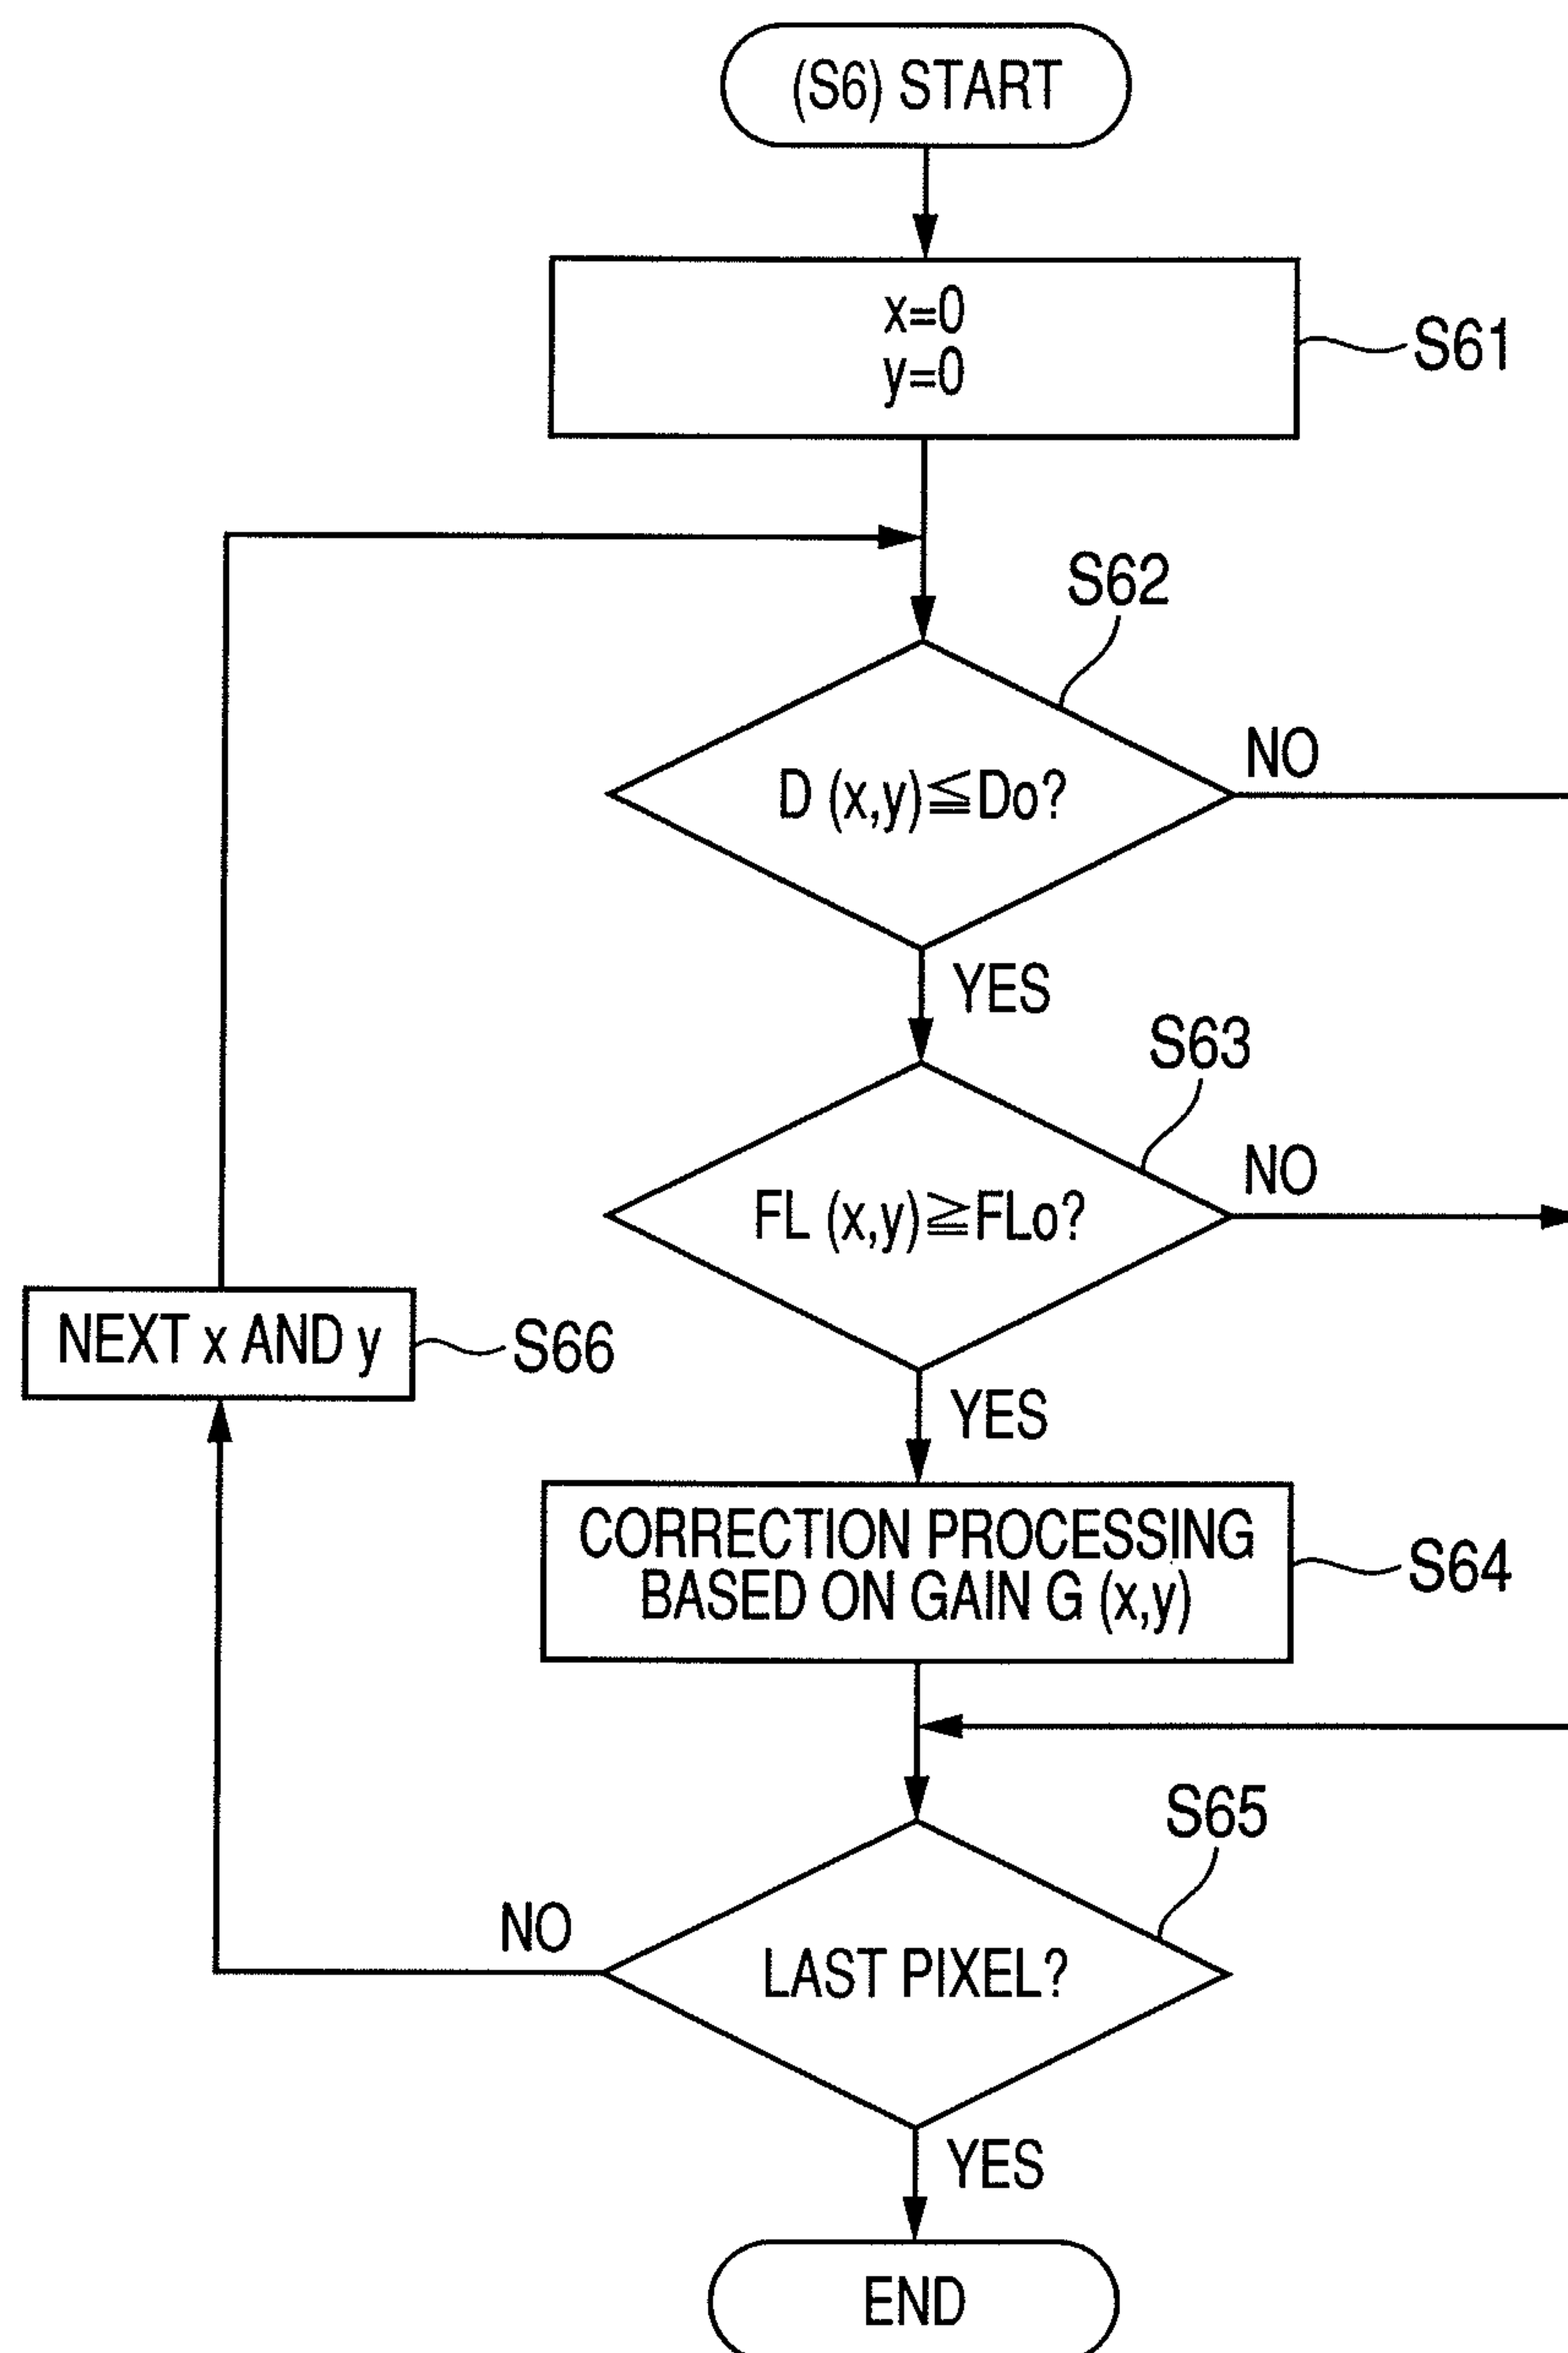 (S6) START
x=0
y=0
S61
S62
D (x,y)≦Do?
NO
YES
S63
FL (x,y)≧FLo?
NO
YES
NEXT x AND y
S66
CORRECTION PROCESSING
BASED ON GAIN G (x,y)
S64
S65
LAST PIXEL?
NO
YES
END